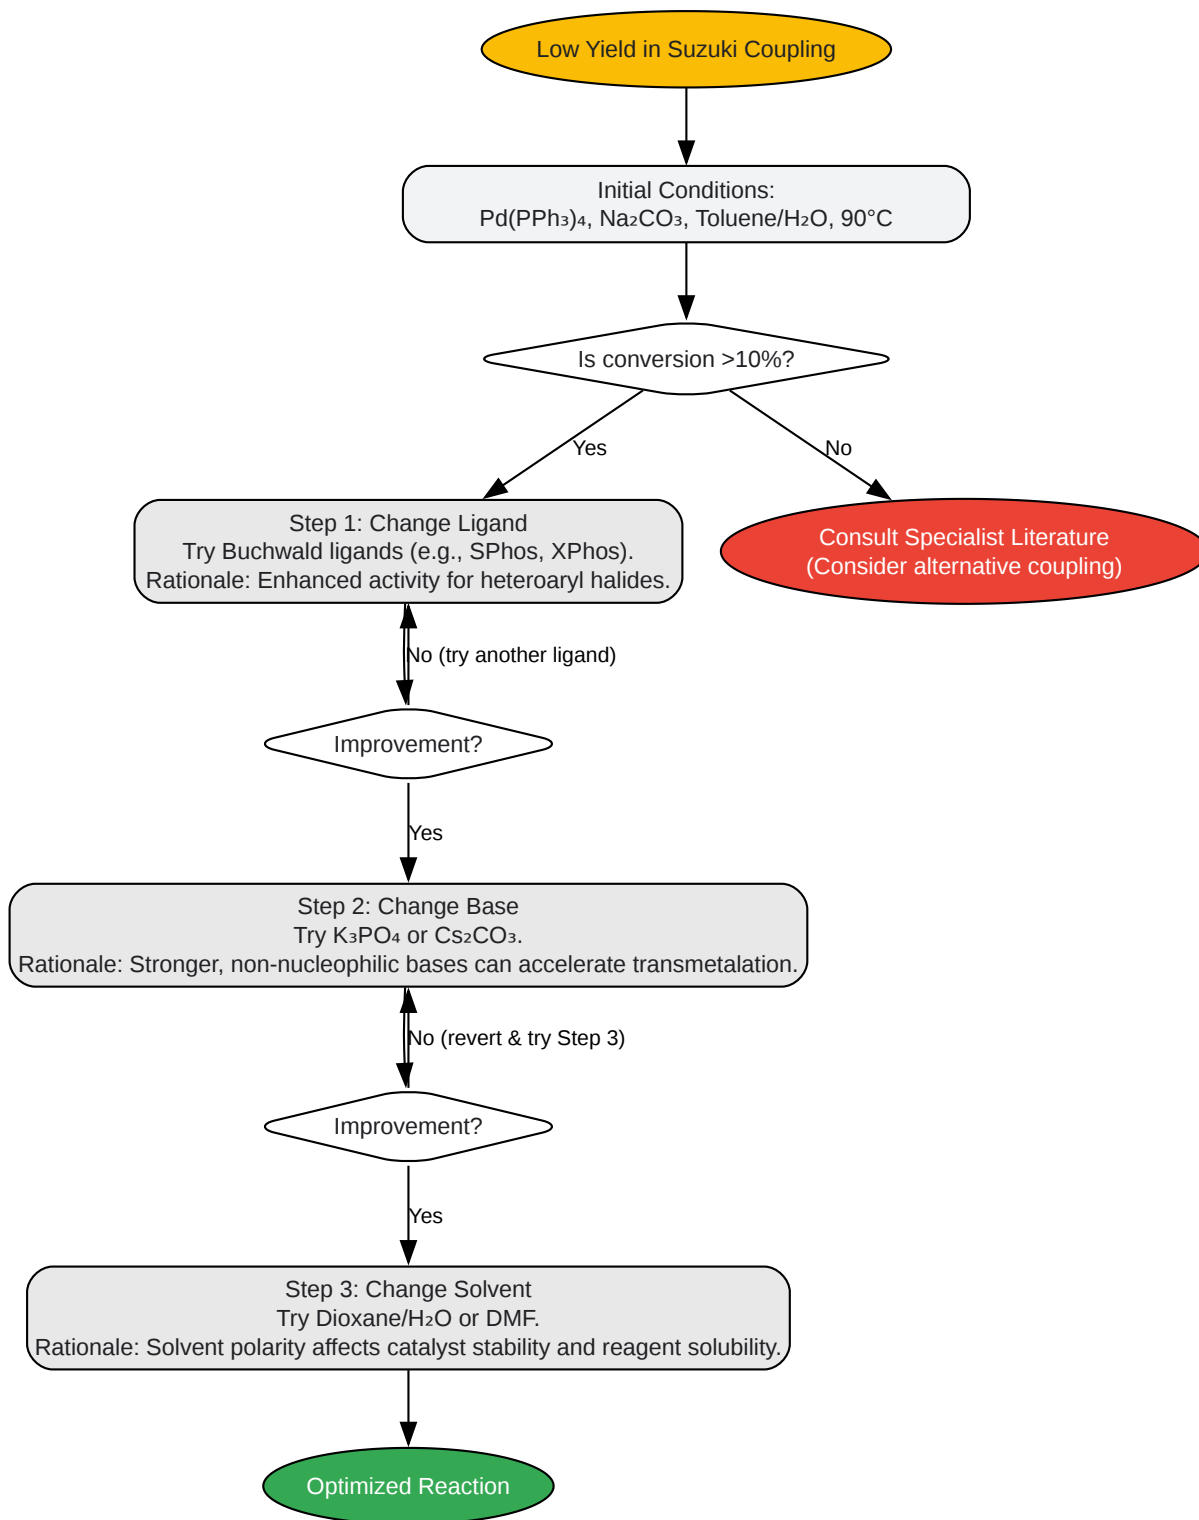 Low Yield in Suzuki Coupling
Initial Conditions:
Pd(PPh₃)₄, Na₂CO₃, Toluene/H₂O, 90°C
Is conversion >10%?
Yes
No
Step 1: Change Ligand
Try Buchwald ligands (e.g., SPhos, XPhos).
Rationale: Enhanced activity for heteroaryl halides.
Consult Specialist Literature
(Consider alternative coupling)
No (try another ligand)
Improvement?
Yes
Step 2: Change Base
Try K₃PO₄ or Cs₂CO₃.
Rationale: Stronger, non-nucleophilic bases can accelerate transmetalation.
No (revert & try Step 3)
Improvement?
Yes
Step 3: Change Solvent
Try Dioxane/H₂O or DMF.
Rationale: Solvent polarity affects catalyst stability and reagent solubility.
Optimized Reaction